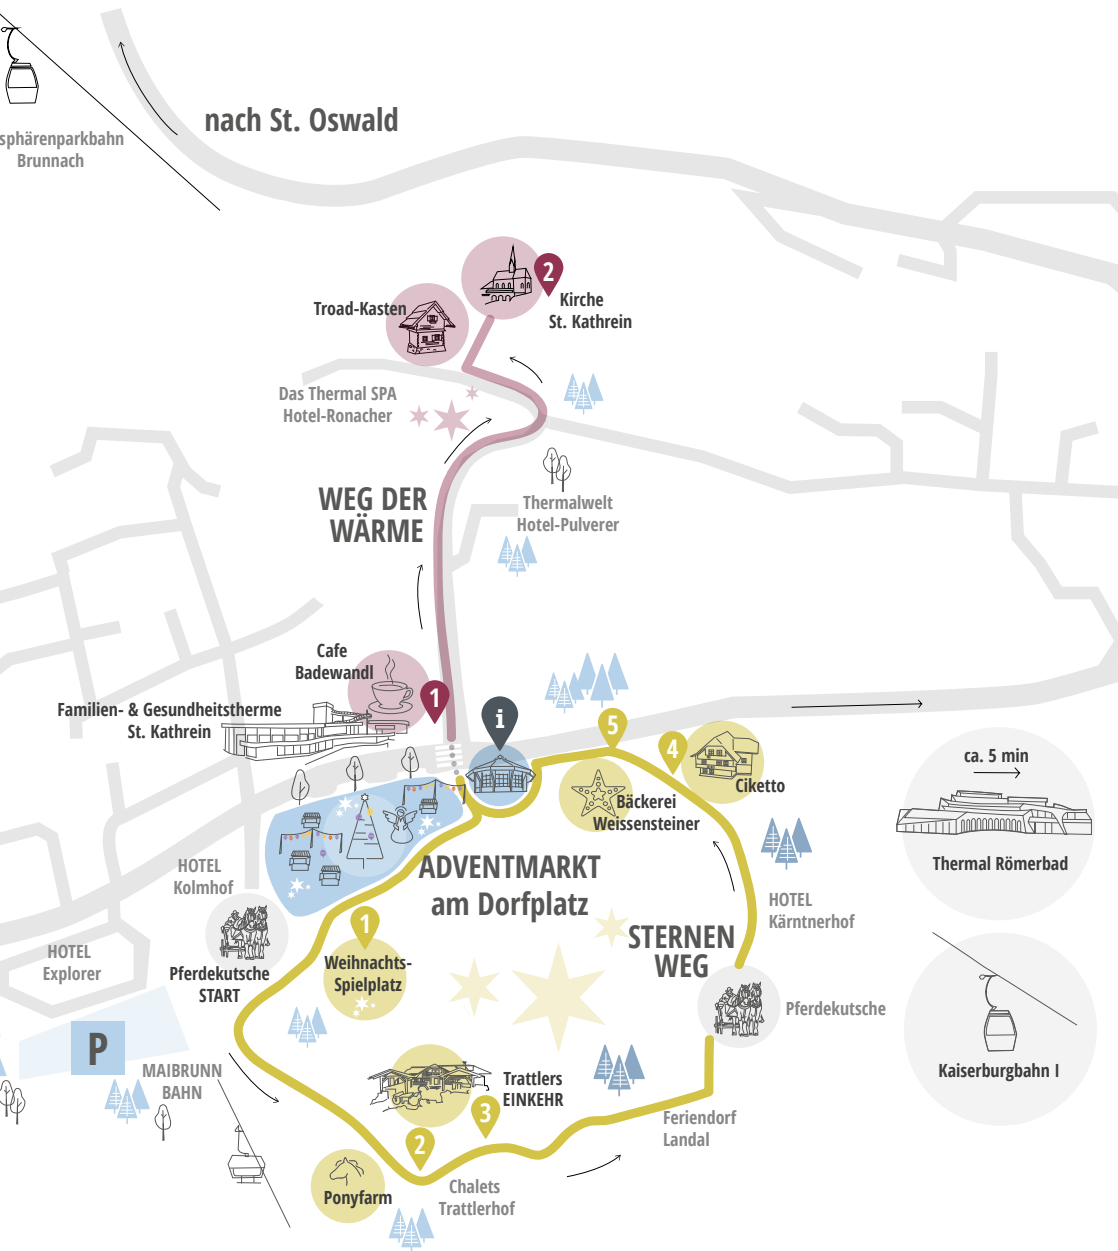 nach St. Oswald
sphärenparkbahn
Brunnach
2
Kirche
St. Kathrein
Troad-Kasten
Das Thermal SPA
Hotel-Ronacher
WEG DER
WÄRME
Thermalwelt
Hotel-Pulverer
Cafe
Badewandl
1
Familien- & Gesundheitstherme
St. Kathrein
i
5
4
Ciketto
Bäckerei
Weissensteiner
ca. 5 min
Thermal Römerbad
ADVENTMARKT
am Dorfplatz
HOTEL
Kolmhof
HOTEL
Kärntnerhof
1
Weihnachts-
Spielplatz
STERNEN
WEG
HOTEL
Explorer
Pferdekutsche
START
Pferdekutsche
P
MAIBRUNN
BAHN
Kaiserburgbahn I
Trattlers
EINKEHR
3
2
Feriendorf
Landal
Ponyfarm
Chalets
Trattlerhof